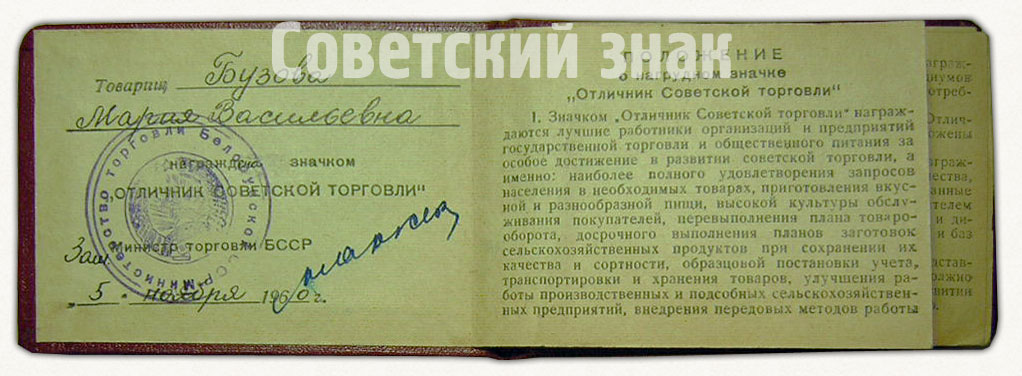 Советский знак
Товарищ Бузова
Мария Васильевна
награждена значком
„ОТЛИЧНИК СОВЕТСКОЙ ТОРГОВЛИ“
Зам. Министр торговли БССР
„5“ ноября 1960 г.
Министерство торговли Белорусской ССР
ПОЛОЖЕНИЕ
о нагрудном значке
„Отличник Советской торговли“
1. Значком „Отличник Советской торговли“ награж-
даются лучшие работники организаций и предприятий
государственной торговли и общественного питания за
особое достижение в развитии советской торговли, а
именно: наиболее полного удовлетворения запросов
населения в необходимых товарах, приготовления вкус-
ной и разнообразной пищи, высокой культуры обслу-
живания покупателей, перевыполнения плана товаро-
оборота, досрочного выполнения планов заготовок
сельскохозяйственных продуктов при сохранении их
качества и сортности, образцовой постановки учета,
транспортировки и хранения товаров, улучшения ра-
боты производственных и подсобных сельскохозяйствен-
ных предприятий, внедрения передовых методов работы